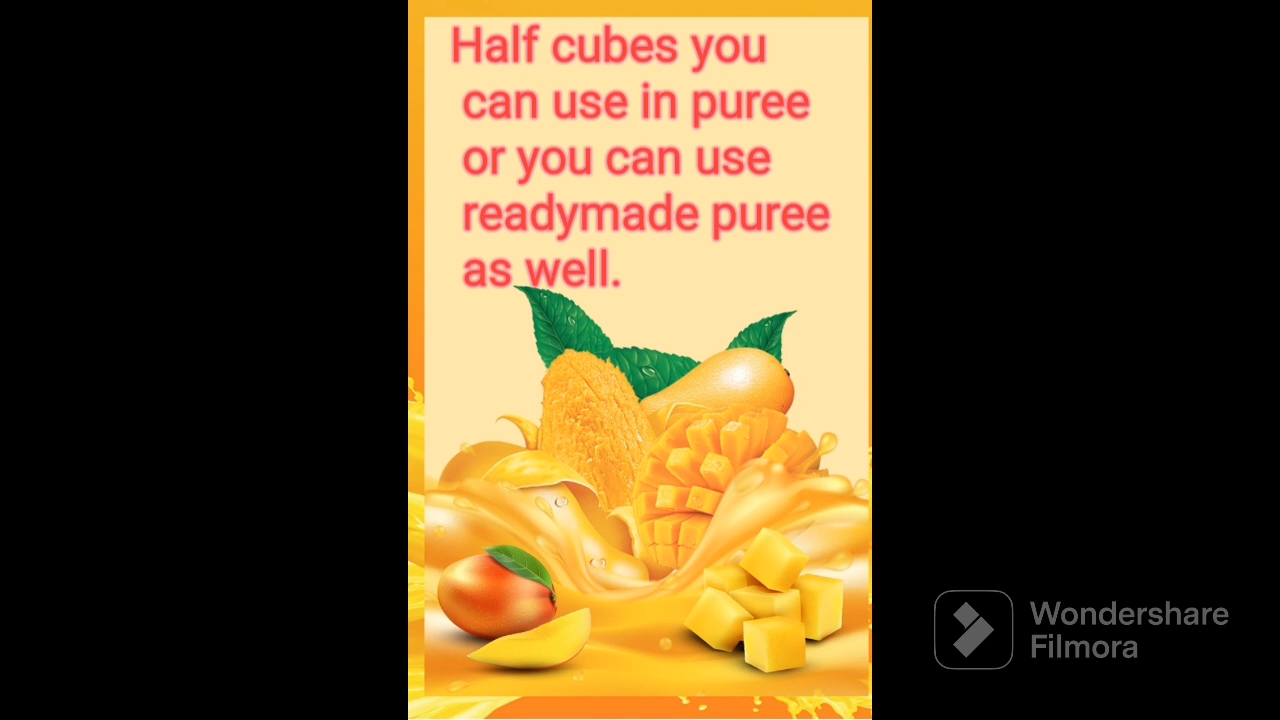 Half cubes you
can use in puree
or you can use
readymade puree
as well.
Wondershare
Filmora